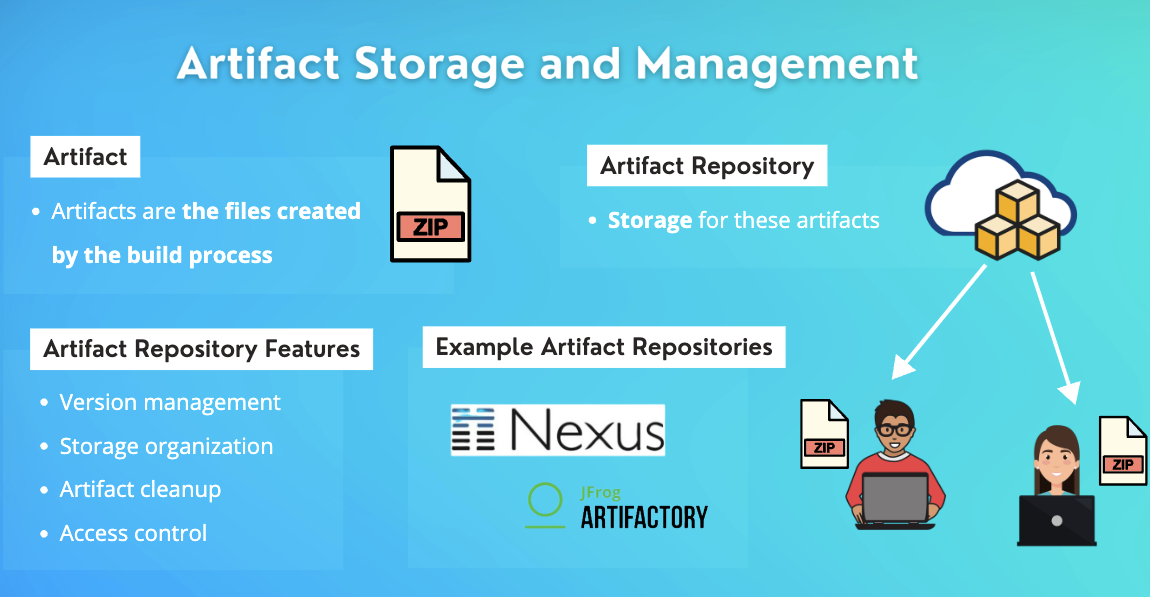 Artifact Storage and Management
Artifact
• Artifacts are the files created
by the build process
ZIP
Artifact Repository
• Storage for these artifacts
Artifact Repository Features
• Version management
• Storage organization
• Artifact cleanup
• Access control
Example Artifact Repositories
Nexus
JFrog
ARTIFACTORY
ZIP
ZIP